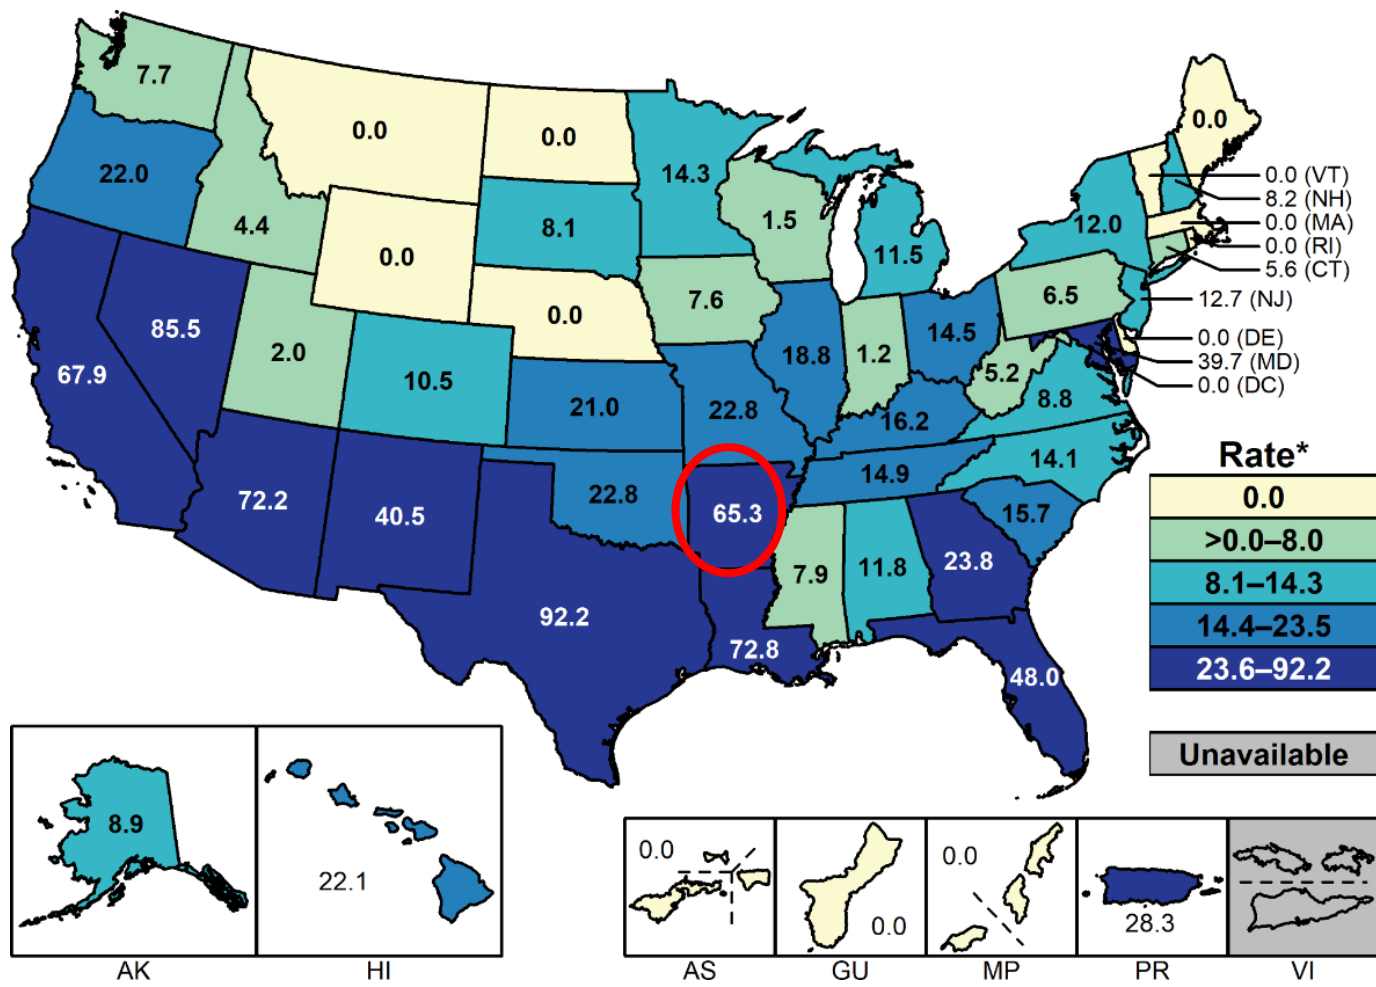 7.7
0.0
0.0
0.0
22.0
14.3
0.0 (VT)
8.2 (NH)
4.4
8.1
1.5
12.0
0.0 (MA)
0.0
11.5
0.0 (RI)
5.6 (CT)
7.6
6.5
12.7 (NJ)
85.5
0.0
14.5
0.0 (DE)
2.0
18.8
1.2
39.7 (MD)
67.9
10.5
5.2
0.0 (DC)
21.0
22.8
16.2
8.8
14.9
14.1
72.2
40.5
22.8
65.3
15.7
7.9
11.8
23.8
92.2
72.8
48.0
Rate*
0.0
>0.0–8.0
8.1–14.3
14.4–23.5
23.6–92.2
Unavailable
8.9
22.1
0.0
0.0
0.0
28.3
AK
HI
AS
GU
MP
PR
VI